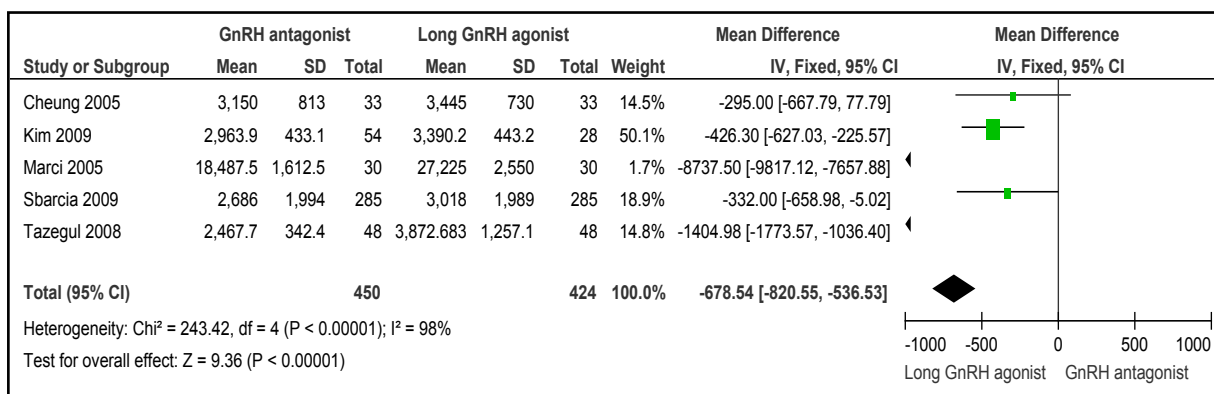 GnRH antagonist Long GnRH agonist Mean Difference Mean Difference
Study or Subgroup Mean SD Total Mean SD Total Weight IV, Fixed, 95% CI IV, Fixed, 95% CI
Cheung 2005 3,150 813 33 3,445 730 33 14.5% -295.00 [-667.79, 77.79]
Kim 2009 2,963.9 433.1 54 3,390.2 443.2 28 50.1% -426.30 [-627.03, -225.57]
Marci 2005 18,487.5 1,612.5 30 27,225 2,550 30 1.7% -8737.50 [-9817.12, -7657.88]
Sbarcia 2009 2,686 1,994 285 3,018 1,989 285 18.9% -332.00 [-658.98, -5.02]
Tazegul 2008 2,467.7 342.4 48 3,872.683 1,257.1 48 14.8% -1404.98 [-1773.57, -1036.40]
Total (95% CI) 450 424 100.0% -678.54 [-820.55, -536.53]
Heterogeneity: Chi² = 243.42, df = 4 (P < 0.00001); I² = 98%
Test for overall effect: Z = 9.36 (P < 0.00001)
-1000 -500 0 500 1000
Long GnRH agonist GnRH antagonist